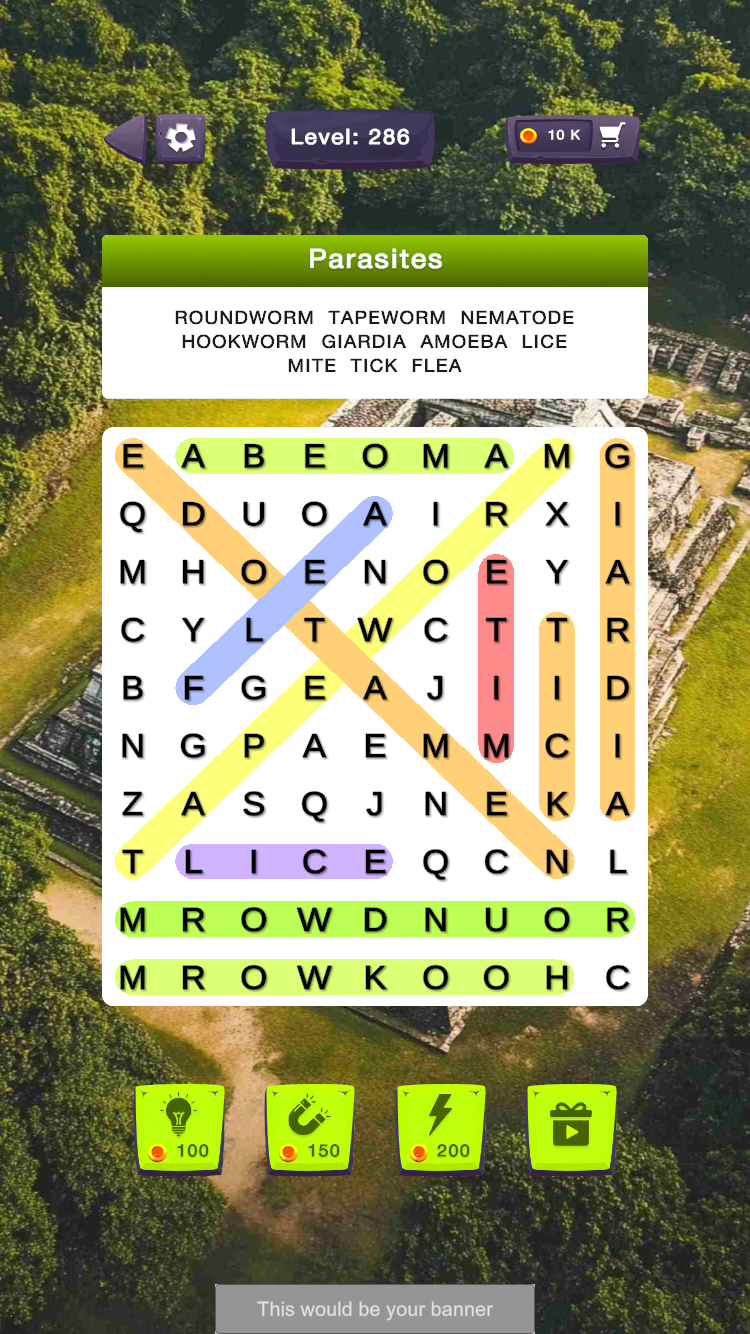 Level: 286
10 K
Parasites
ROUNDWORM TAPEWORM NEMATODE
HOOKWORM GIARDIA AMOEBA LICE
MITE TICK FLEA
E A B E O M A M G
Q D U O A I R X I
M H O E N O E Y A
C Y L T W C T T R
B F G E A J I I D
N G P A E M M C I
Z A S Q J N E K A
T L I C E Q C N L
M R O W D N U O R
M R O W K O O H C
100 150 200
This would be your banner